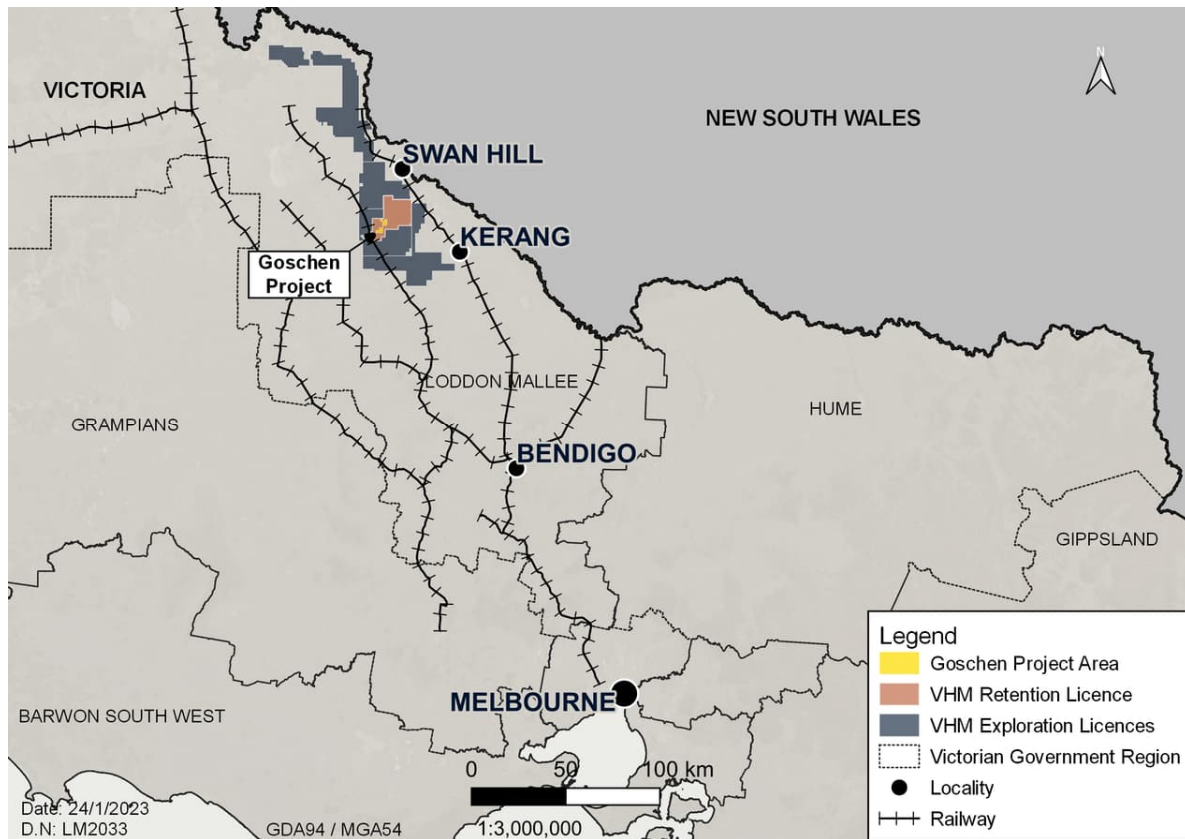 N
VICTORIA
NEW SOUTH WALES
SWAN HILL
KERANG
Goschen
Project
LODDON MALLEE
HUME
GRAMPIANS
BENDIGO
GIPPSLAND
Legend
Goschen Project Area
VHM Retention Licence
VHM Exploration Licences
Victorian Government Region
Locality
Railway
MELBOURNE
BARWON SOUTH WEST
0 50 100 km
1:3,000,000
Date: 24/1/2023
D.N: LM2033
GDA94 / MGA54